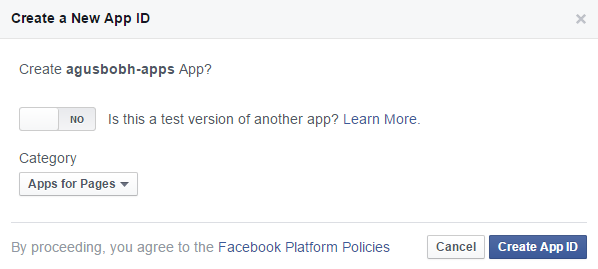 Create a New App ID
Create agusbobh-apps App?
NO Is this a test version of another app? Learn More.
Category
Apps for Pages
By proceeding, you agree to the Facebook Platform Policies Cancel Create App ID